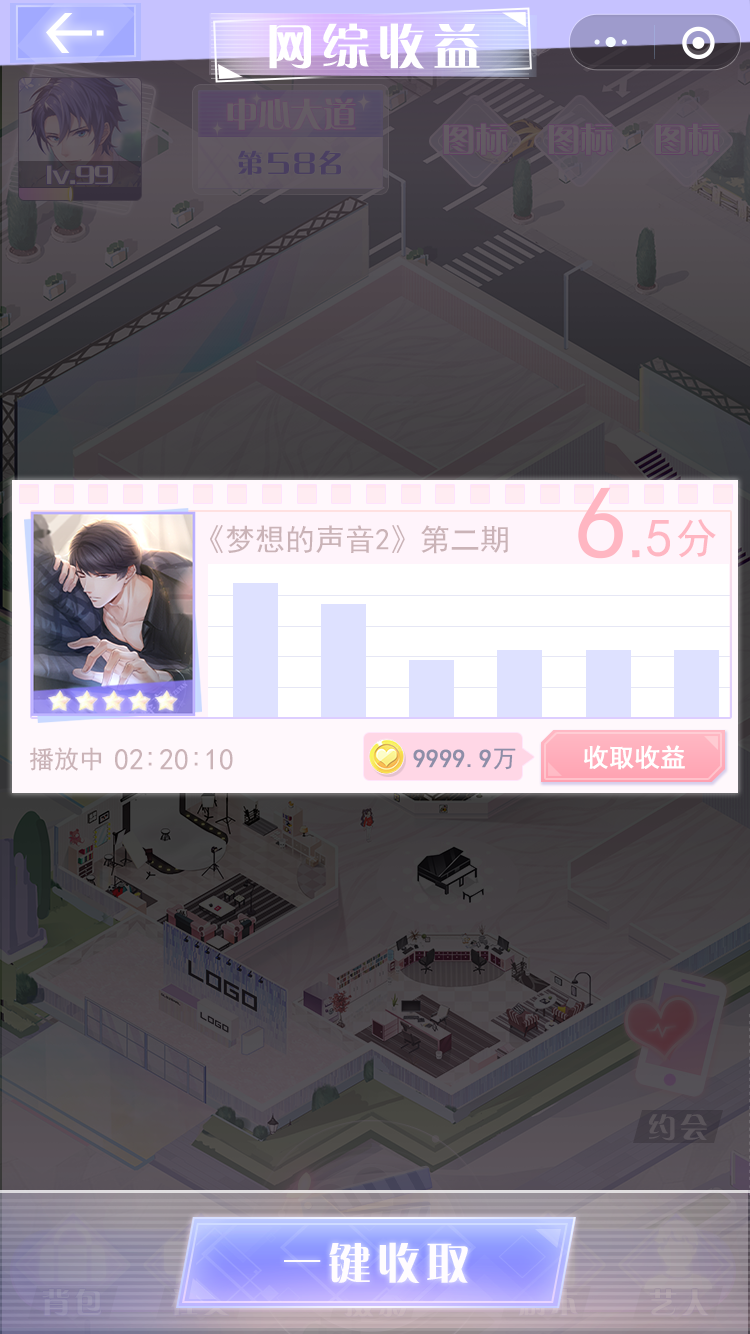 网综收益
lv.99
中心大道
第58名
图标 图标 图标
《梦想的声音2》第二期
6.5分
播放中 02:20:10
9999.9万
收取收益
LOGO
LOGO
约会
一键收取
背包
艺人